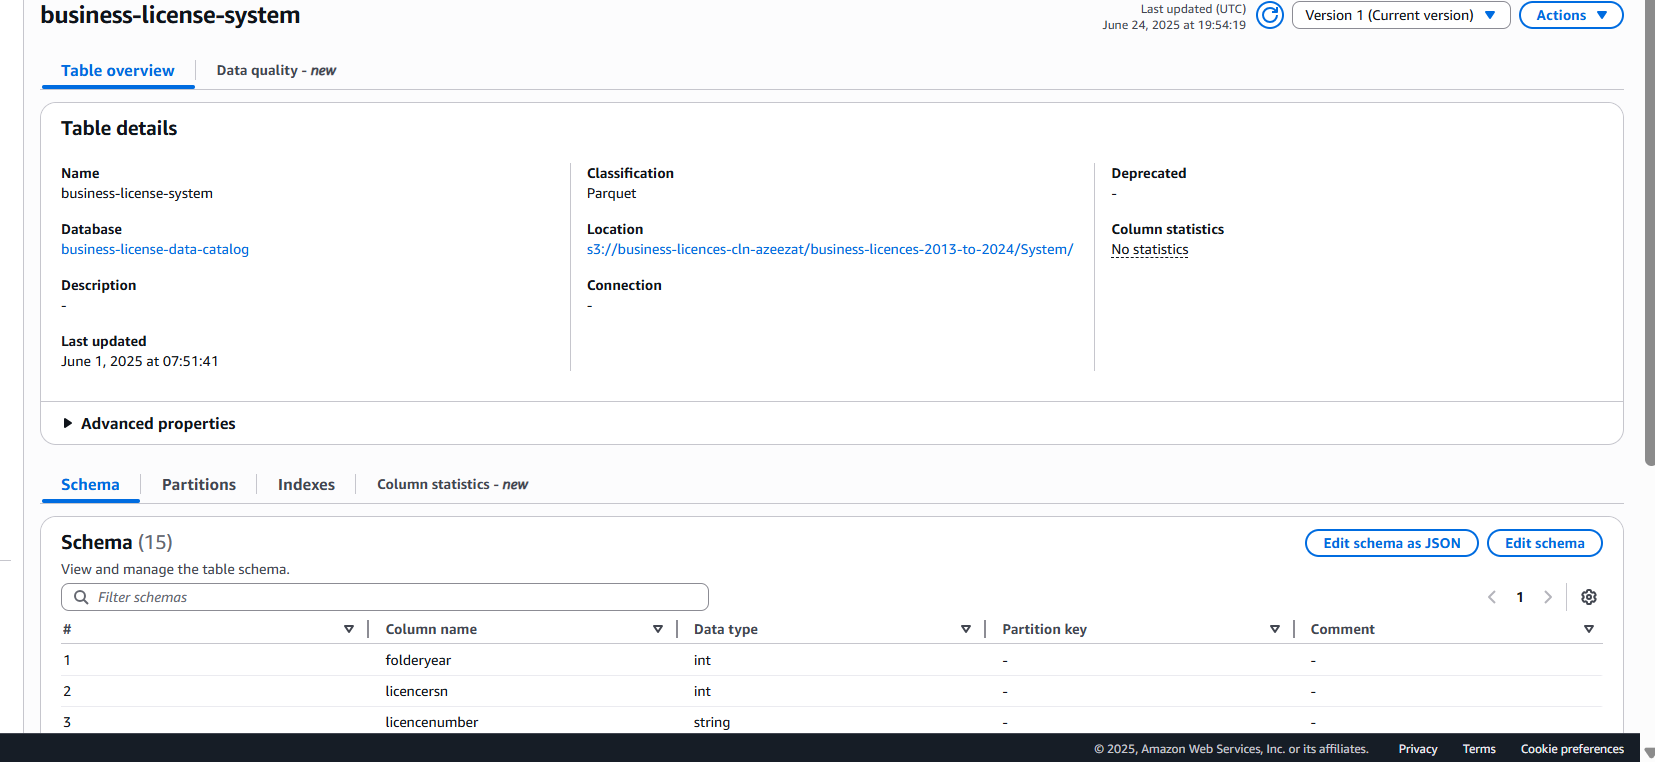 business-license-system
Last updated (UTC)
June 24, 2025 at 19:54:19
Version 1 (Current version)
Actions
Table overview
Data quality - new
Table details
Name
business-license-system
Database
business-license-data-catalog
Description
-
Last updated
June 1, 2025 at 07:51:41
Classification
Parquet
Location
s3://business-licences-cln-azeezat/business-licences-2013-to-2024/System/
Connection
-
Deprecated
-
Column statistics
No statistics
Advanced properties
Schema
Partitions
Indexes
Column statistics - new
Schema (15)
View and manage the table schema.
Edit schema as JSON
Edit schema
Filter schemas
1
# Column name Data type Partition key Comment
1 folderyear int - -
2 licencersn int - -
3 licencenumber string - -
© 2025, Amazon Web Services, Inc. or its affiliates. Privacy Terms Cookie preferences